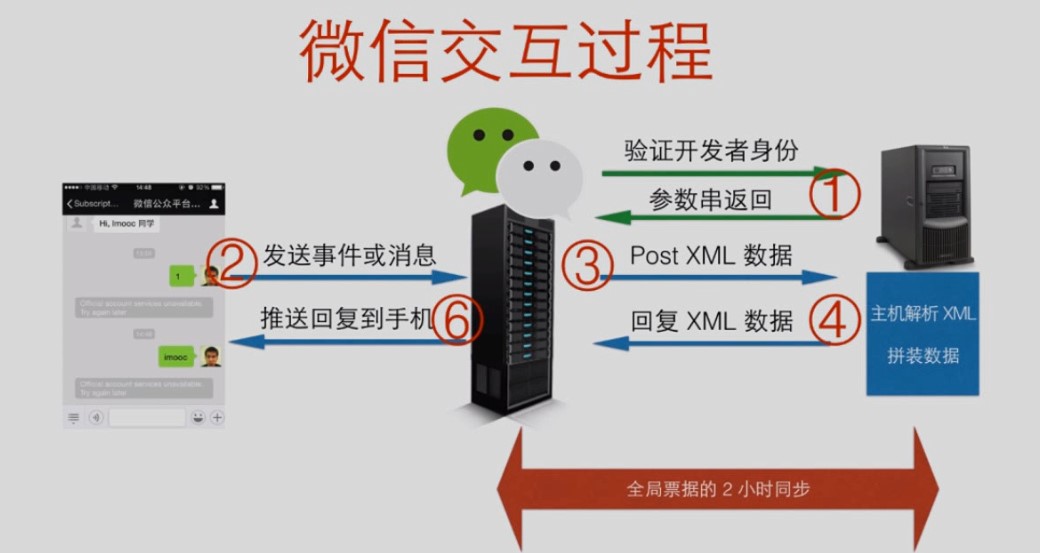 微信交互过程
验证开发者身份
①
参数串返回
中国移动
14:48
92%
Subscript...
微信公众平台...
Hi, Imooc 同学
②
发送事件或消息
③
Post XML 数据
1
Official account services unavailable.
Try again later
推送回复到手机
⑥
回复 XML 数据
④
主机解析 XML
拼装数据
imooc
Official account services unavailable.
Try again later
全局票据的 2 小时同步